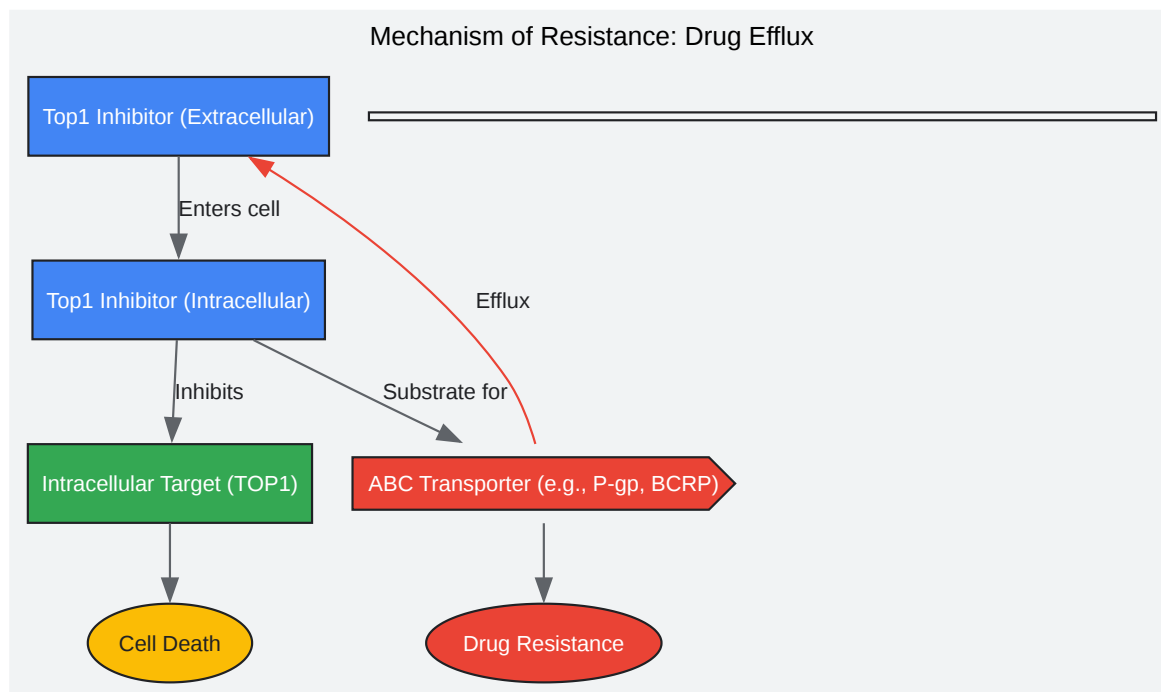 Mechanism of Resistance: Drug Efflux
Top1 Inhibitor (Extracellular)
Enters cell
Top1 Inhibitor (Intracellular)
Efflux
Inhibits
Substrate for
Intracellular Target (TOP1)
ABC Transporter (e.g., P-gp, BCRP)
Cell Death
Drug Resistance